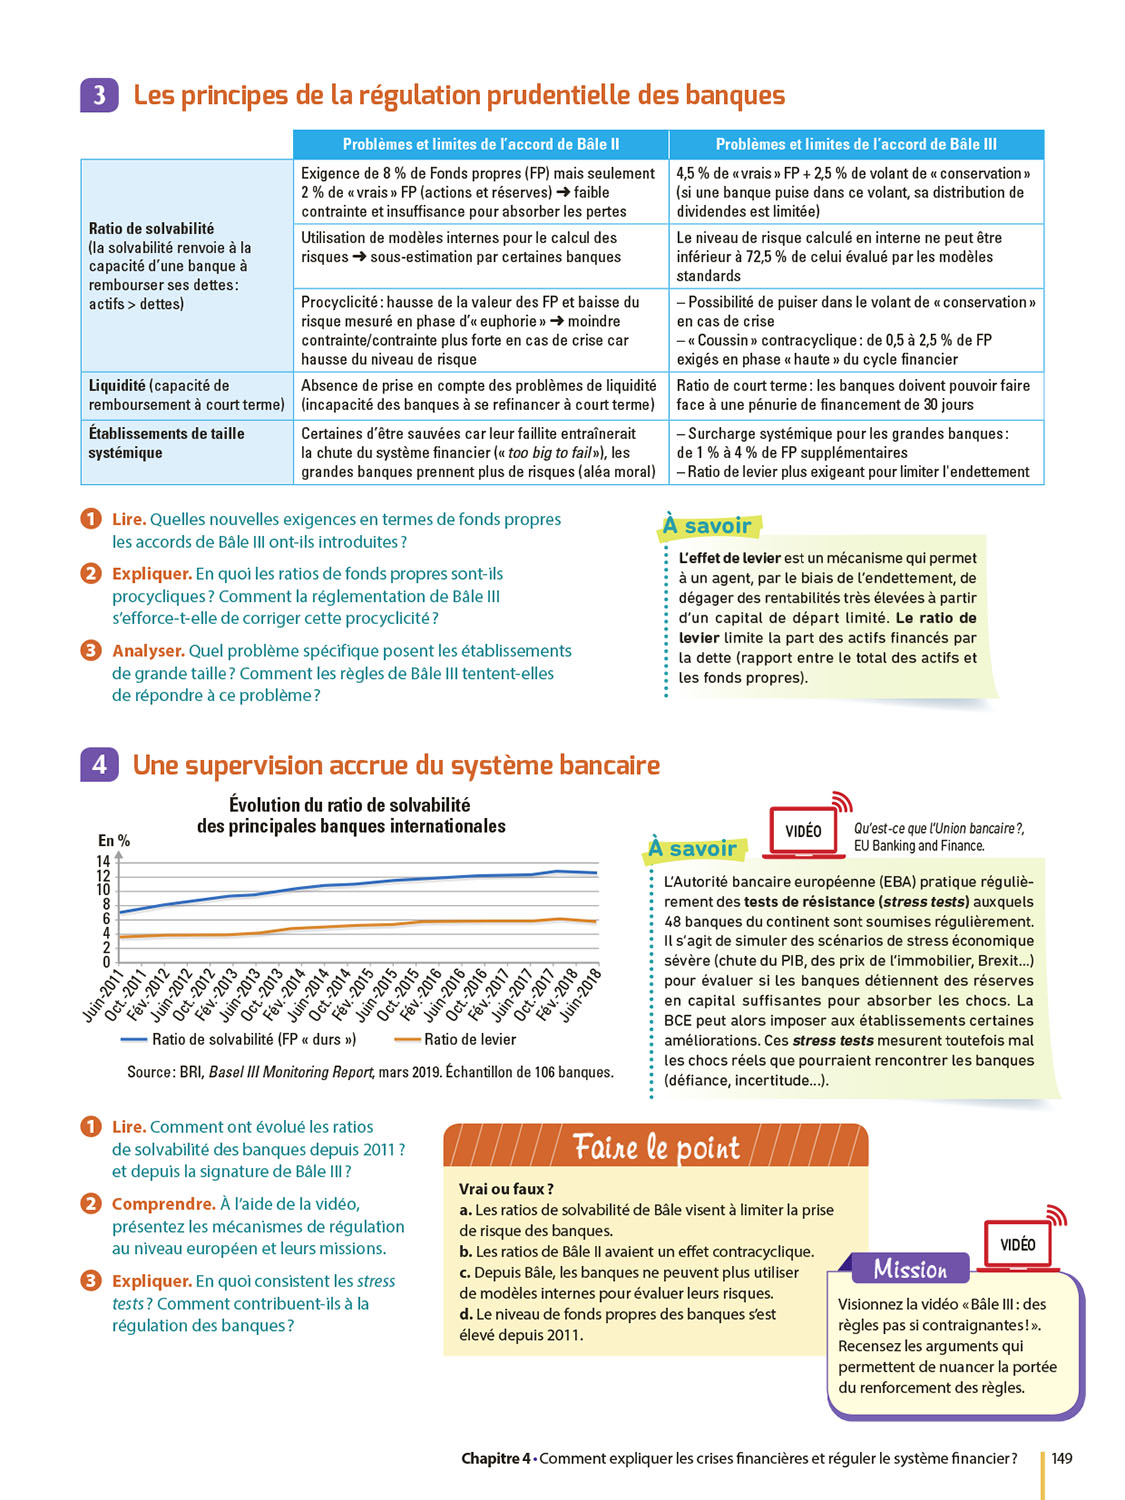 3 Les principes de la régulation prudentielle des banques
Problèmes et limites de l'accord de Bâle II
Problèmes et limites de l'accord de Bâle III
Ratio de solvabilité
(la solvabilité renvoie à la
capacité d'une banque à
rembourser ses dettes :
actifs > dettes)
Exigence de 8 % de Fonds propres (FP) mais seulement
2 % de « vrais » FP (actions et réserves) ➜ faible
contrainte et insuffisance pour absorber les pertes
4,5 % de « vrais » FP + 2,5 % de volant de « conservation »
(si une banque puise dans ce volant, sa distribution de
dividendes est limitée)
Utilisation de modèles internes pour le calcul des
risques ➜ sous-estimation par certaines banques
Le niveau de risque calculé en interne ne peut être
inférieur à 72,5 % de celui évalué par les modèles
standards
Procyclicité : hausse de la valeur des FP et baisse du
risque mesuré en phase d'« euphorie » ➜ moindre
contrainte/contrainte plus forte en cas de crise car
hausse du niveau de risque
– Possibilité de puiser dans le volant de « conservation »
en cas de crise
– « Coussin » contracyclique : de 0,5 à 2,5 % de FP
exigés en phase « haute » du cycle financier
Liquidité (capacité de
remboursement à court terme)
Absence de prise en compte des problèmes de liquidité
(incapacité des banques à se refinancer à court terme)
Ratio de court terme : les banques doivent pouvoir faire
face à une pénurie de financement de 30 jours
Établissements de taille
systémique
Certaines d'être sauvées car leur faillite entraînerait
la chute du système financier (« too big to fail »), les
grandes banques prennent plus de risques (aléa moral)
– Surcharge systémique pour les grandes banques :
de 1 % à 4 % de FP supplémentaires
– Ratio de levier plus exigeant pour limiter l'endettement
1 Lire. Quelles nouvelles exigences en termes de fonds propres
les accords de Bâle III ont-ils introduites ?
2 Expliquer. En quoi les ratios de fonds propres sont-ils
procycliques ? Comment la réglementation de Bâle III
s'efforce-t-elle de corriger cette procyclicité ?
3 Analyser. Quel problème spécifique posent les établissements
de grande taille ? Comment les règles de Bâle III tentent-elles
de répondre à ce problème ?
À savoir
L'effet de levier est un mécanisme qui permet
à un agent, par le biais de l'endettement, de
dégager des rentabilités très élevées à partir
d'un capital de départ limité. Le ratio de
levier limite la part des actifs financés par
la dette (rapport entre le total des actifs et
les fonds propres).
4 Une supervision accrue du système bancaire
Évolution du ratio de solvabilité
des principales banques internationales
En %
14
12
10
8
6
4
2
0
Juin-2011
Oct.-2011
Fév.-2012
Juin-2012
Oct.-2012
Fév.-2013
Juin-2013
Oct.-2013
Fév.-2014
Juin-2014
Oct.-2014
Fév.-2015
Juin-2015
Oct.-2015
Fév.-2016
Juin-2016
Oct.-2016
Fév.-2017
Juin-2017
Oct.-2017
Fév.-2018
Juin-2018
Ratio de solvabilité (FP « durs »)
Ratio de levier
Source : BRI, Basel III Monitoring Report, mars 2019. Échantillon de 106 banques.
VIDÉO
Qu'est-ce que l'Union bancaire ?,
EU Banking and Finance.
À savoir
L'Autorité bancaire européenne (EBA) pratique réguliè-
rement des tests de résistance (stress tests) auxquels
48 banques du continent sont soumises régulièrement.
Il s'agit de simuler des scénarios de stress économique
sévère (chute du PIB, des prix de l'immobilier, Brexit...)
pour évaluer si les banques détiennent des réserves
en capital suffisantes pour absorber les chocs. La
BCE peut alors imposer aux établissements certaines
améliorations. Ces stress tests mesurent toutefois mal
les chocs réels que pourraient rencontrer les banques
(défiance, incertitude...).
1 Lire. Comment ont évolué les ratios
de solvabilité des banques depuis 2011 ?
et depuis la signature de Bâle III ?
2 Comprendre. À l'aide de la vidéo,
présentez les mécanismes de régulation
au niveau européen et leurs missions.
3 Expliquer. En quoi consistent les stress
tests ? Comment contribuent-ils à la
régulation des banques ?
Faire le point
Vrai ou faux ?
a. Les ratios de solvabilité de Bâle visent à limiter la prise
de risque des banques.
b. Les ratios de Bâle II avaient un effet contracyclique.
c. Depuis Bâle, les banques ne peuvent plus utiliser
de modèles internes pour évaluer leurs risques.
d. Le niveau de fonds propres des banques s'est
élevé depuis 2011.
VIDÉO
Mission
Visionnez la vidéo « Bâle III : des
règles pas si contraignantes ! ».
Recensez les arguments qui
permettent de nuancer la portée
du renforcement des règles.
Chapitre 4 • Comment expliquer les crises financières et réguler le système financier ? 149